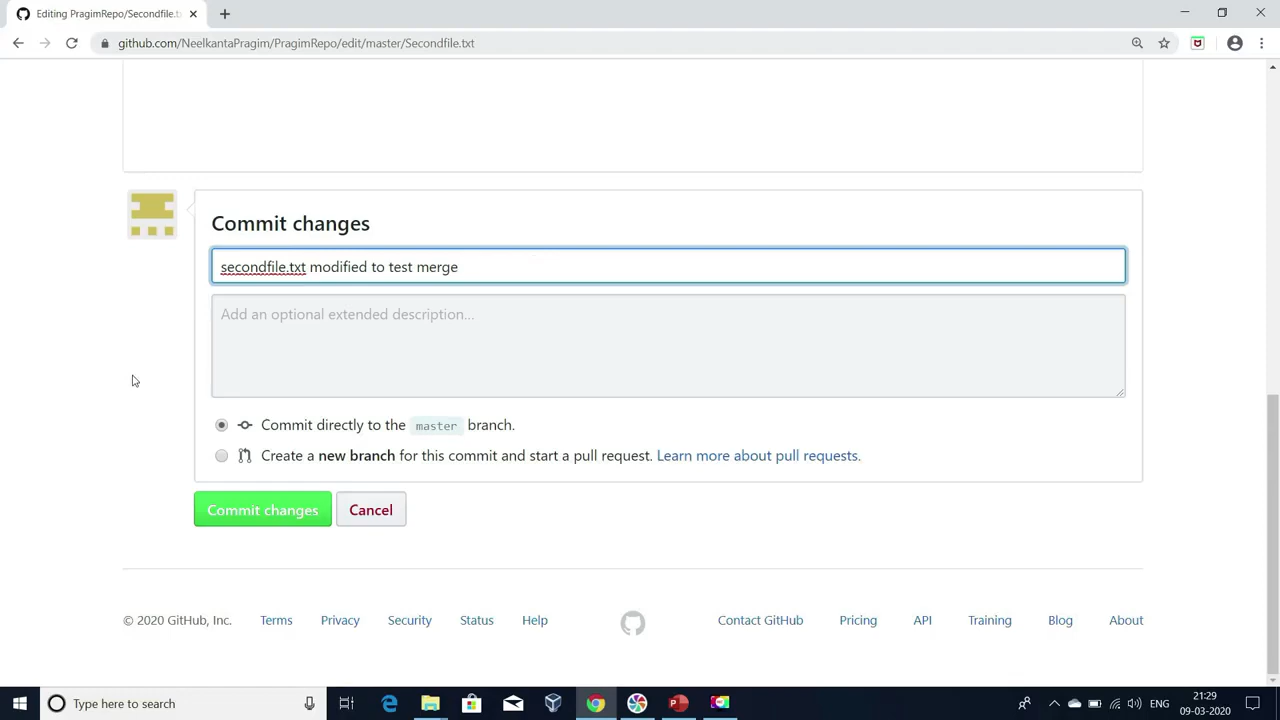 Editing PragimRepo/Secondfile.t
github.com/NeelkantaPragim/PragimRepo/edit/master/Secondfile.txt
Commit changes
secondfile.txt modified to test merge
Add an optional extended description...
Commit directly to the master branch.
Create a new branch for this commit and start a pull request. Learn more about pull requests.
Commit changes Cancel
© 2020 GitHub, Inc. Terms Privacy Security Status Help Contact GitHub Pricing API Training Blog About
Type here to search
ENG
21:29
09-03-2020